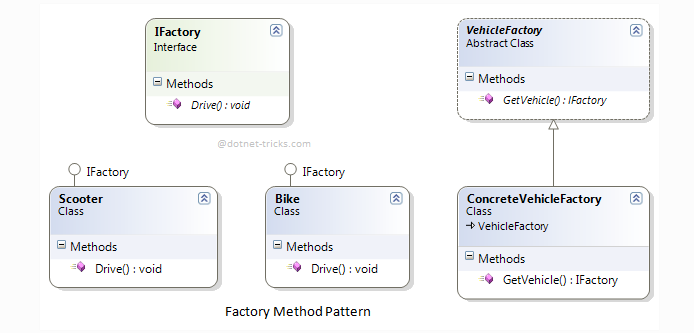 IFactory
Interface
Methods
Drive() : void
VehicleFactory
Abstract Class
Methods
GetVehicle() : IFactory
@dotnet-tricks.com
IFactory
Scooter
Class
Methods
Drive() : void
IFactory
Bike
Class
Methods
Drive() : void
ConcreteVehicleFactory
Class
VehicleFactory
Methods
GetVehicle() : IFactory
Factory Method Pattern